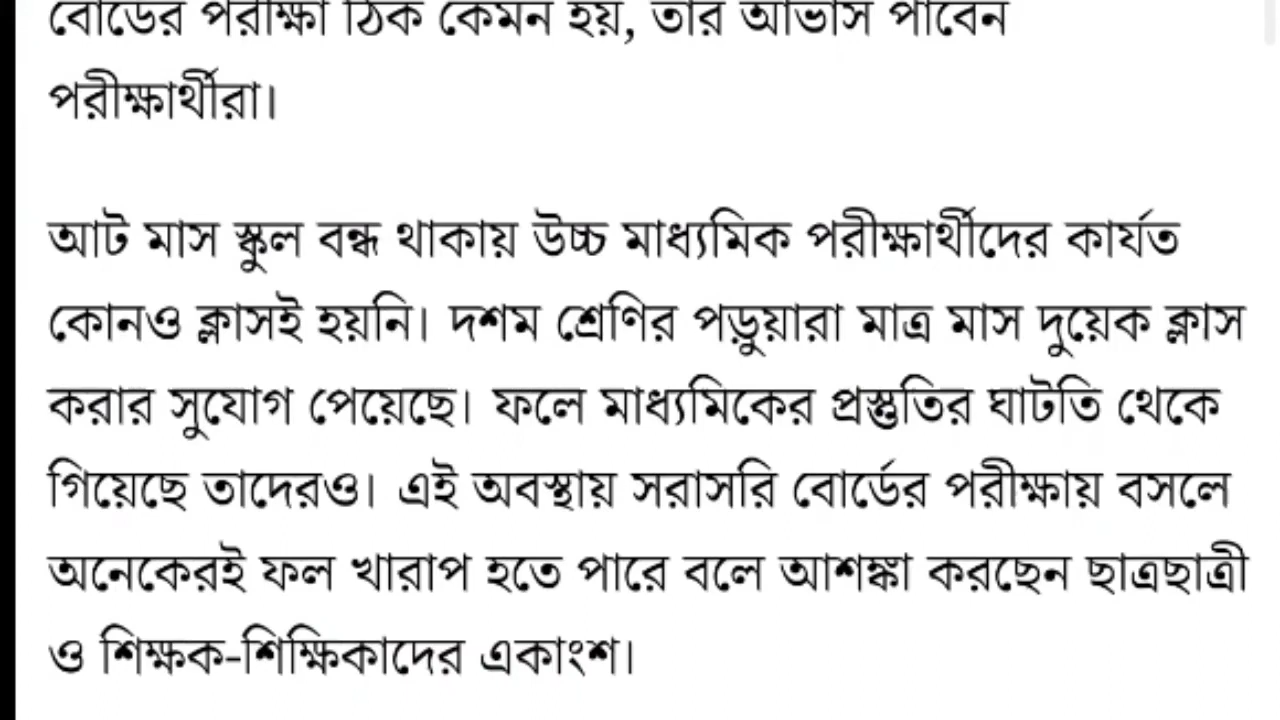 বোর্ডের পরীক্ষা ঠিক কেমন হয়, তার আভাস পাবেন
পরীক্ষার্থীরা।
আট মাস স্কুল বন্ধ থাকায় উচ্চ মাধ্যমিক পরীক্ষার্থীদের কার্যত
কোনও ক্লাসই হয়নি। দশম শ্রেণির পড়ুয়ারা মাত্র মাস দুয়েক ক্লাস
করার সুযোগ পেয়েছে। ফলে মাধ্যমিকের প্রস্তুতির ঘাটতি থেকে
গিয়েছে তাদেরও। এই অবস্থায় সরাসরি বোর্ডের পরীক্ষায় বসলে
অনেকেরই ফল খারাপ হতে পারে বলে আশঙ্কা করছেন ছাত্রছাত্রী
ও শিক্ষক-শিক্ষিকাদের একাংশ।